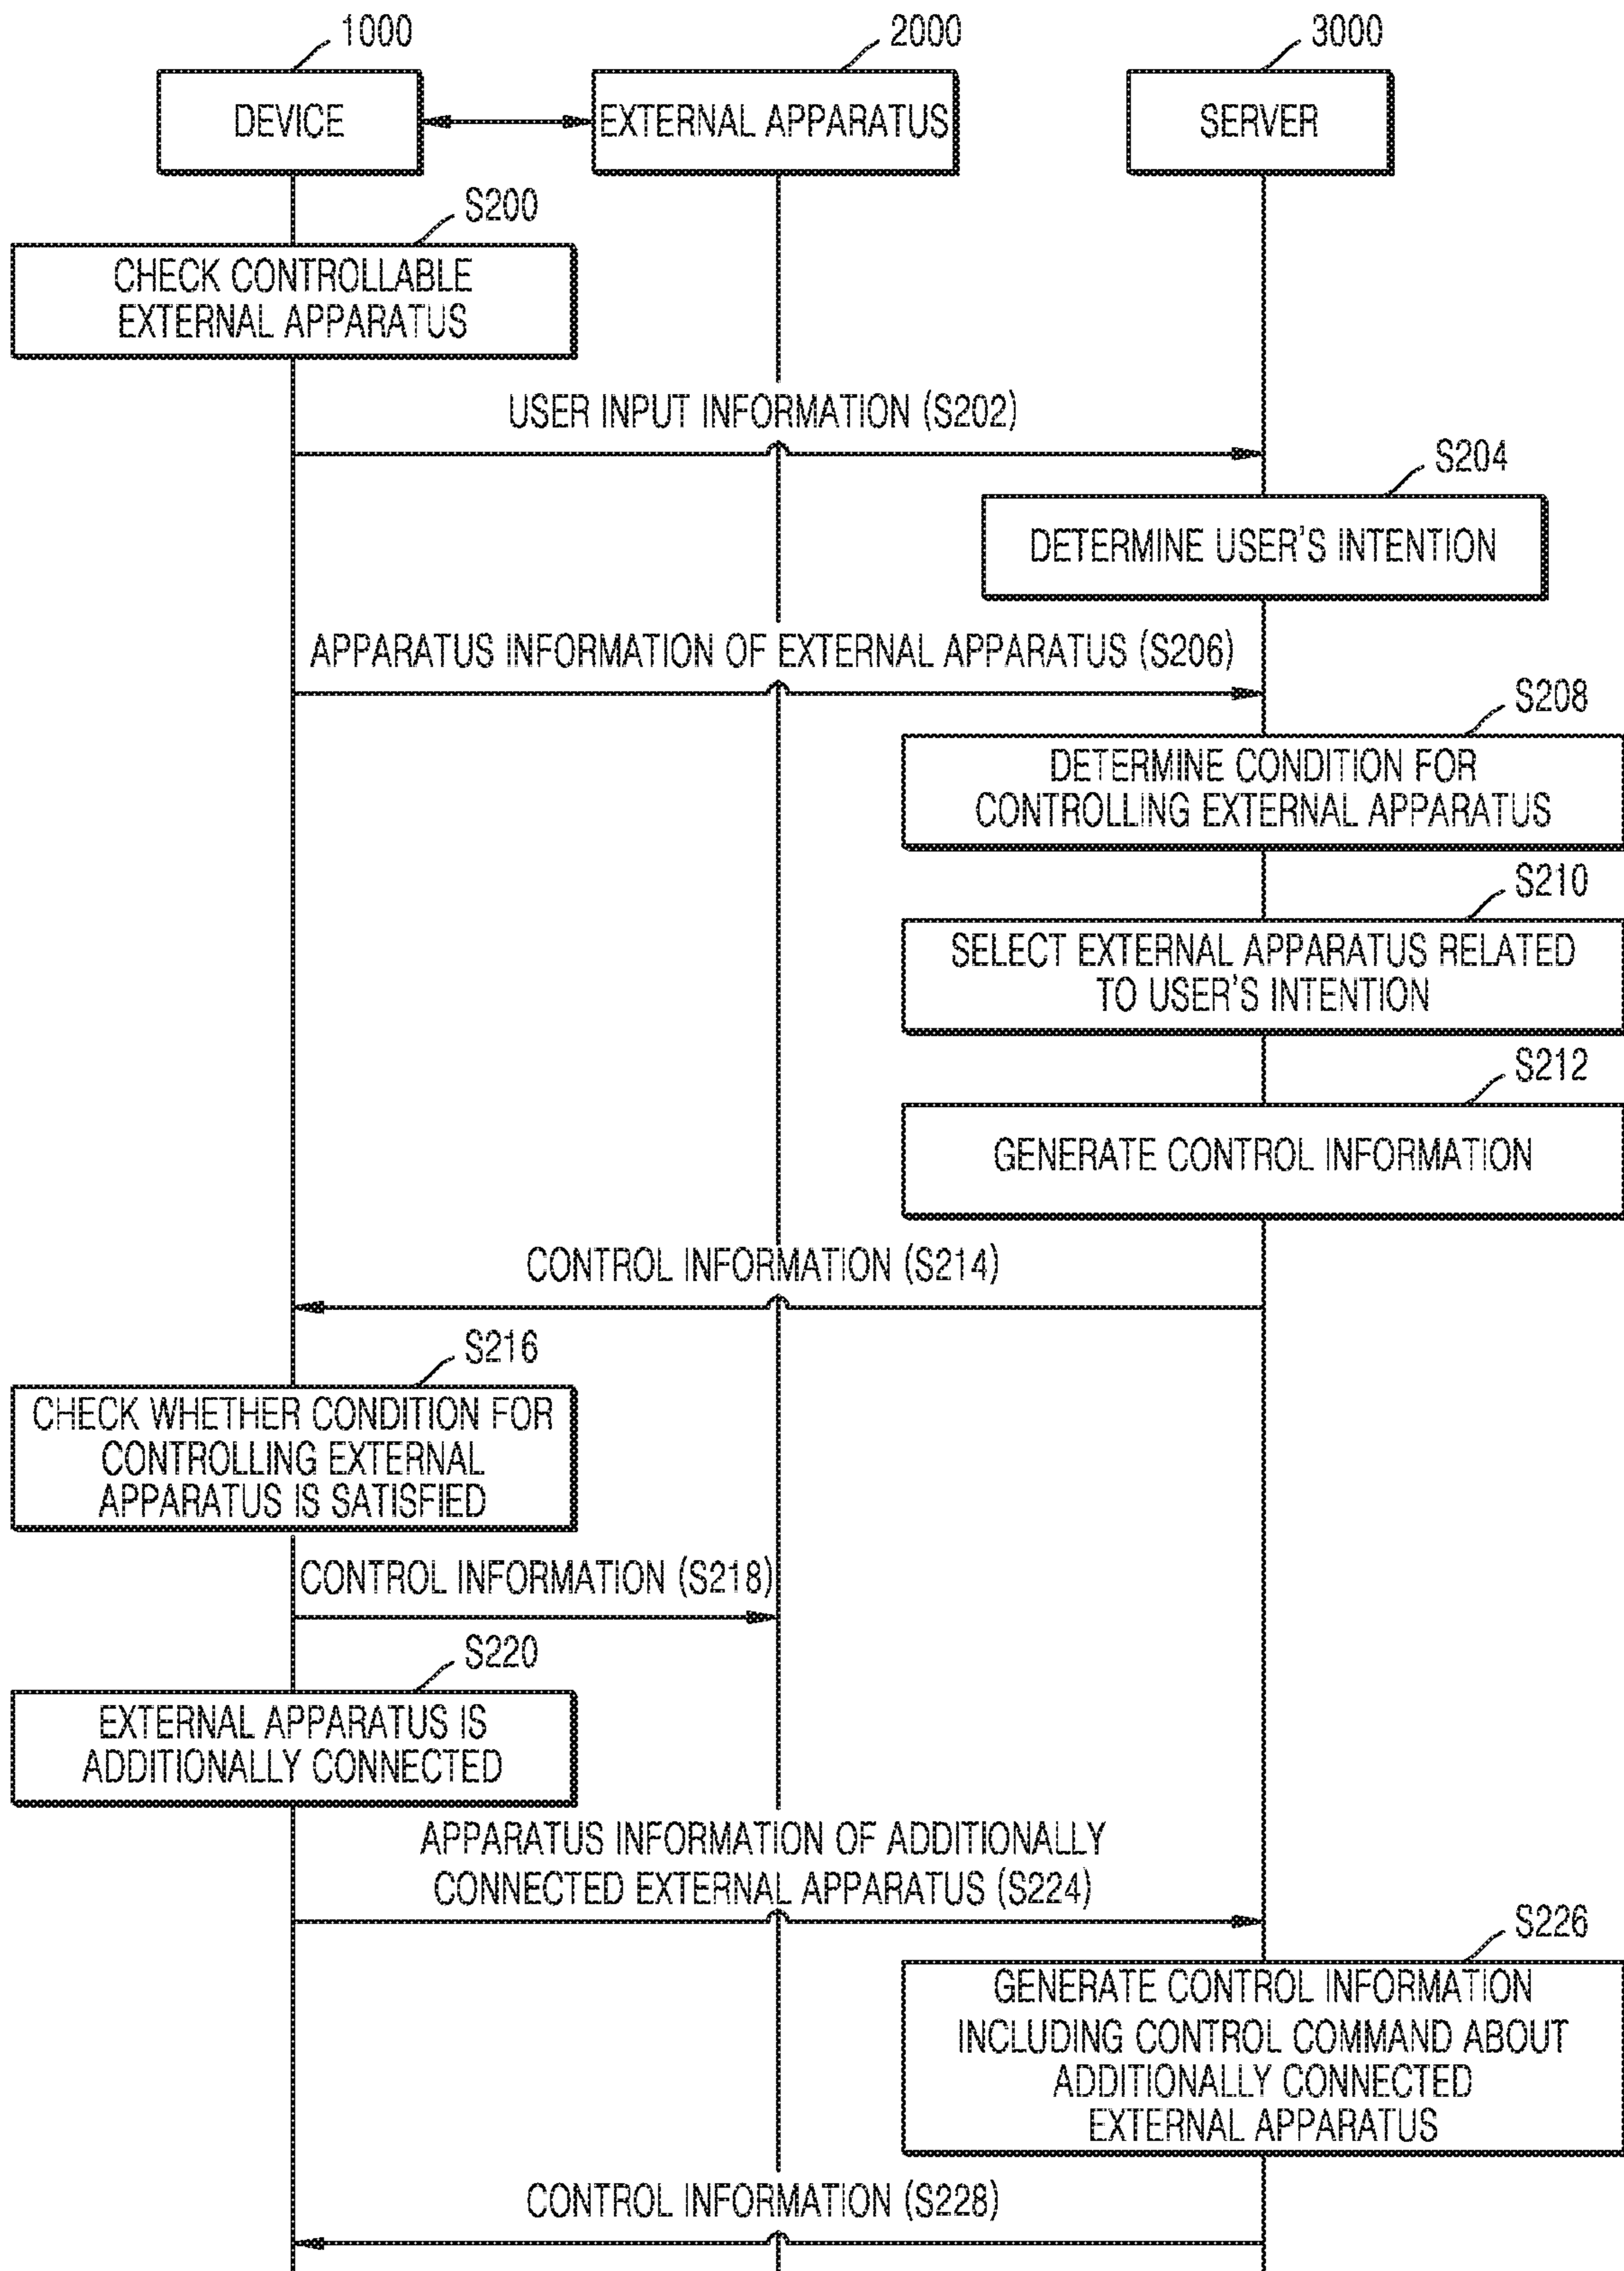 1000
2000
3000
DEVICE
EXTERNAL APPARATUS
SERVER
S200
CHECK CONTROLLABLE
EXTERNAL APPARATUS
USER INPUT INFORMATION (S202)
S204
DETERMINE USER'S INTENTION
APPARATUS INFORMATION OF EXTERNAL APPARATUS (S206)
S208
DETERMINE CONDITION FOR
CONTROLLING EXTERNAL APPARATUS
S210
SELECT EXTERNAL APPARATUS RELATED
TO USER'S INTENTION
S212
GENERATE CONTROL INFORMATION
CONTROL INFORMATION (S214)
S216
CHECK WHETHER CONDITION FOR
CONTROLLING EXTERNAL
APPARATUS IS SATISFIED
CONTROL INFORMATION (S218)
S220
EXTERNAL APPARATUS IS
ADDITIONALLY CONNECTED
APPARATUS INFORMATION OF ADDITIONALLY
CONNECTED EXTERNAL APPARATUS (S224)
S226
GENERATE CONTROL INFORMATION
INCLUDING CONTROL COMMAND ABOUT
ADDITIONALLY CONNECTED
EXTERNAL APPARATUS
CONTROL INFORMATION (S228)